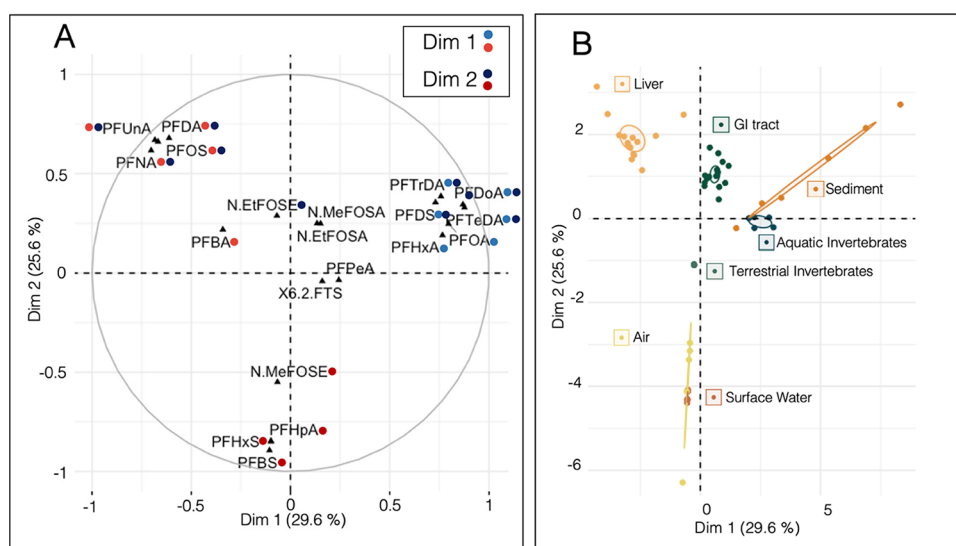 A
Dim 1
Dim 2
1
0.5
0
-0.5
-1
Dim 2 (25.6 %)
PFUnA
PFDA
PFOS
PFNA
PFTrDA
PFDoA
N.EtFOSE
N.MeFOSA
PFDS
PFTeDA
N.EtFOSA
PFBA
PFHxA
PFOA
PFPeA
X6.2.FTS
N.MeFOSE
PFHpA
PFHxS
PFBS
-1
-0.5
0
0.5
1
Dim 1 (29.6 %)
B
Liver
GI tract
Sediment
Aquatic Invertebrates
Terrestrial Invertebrates
Air
Surface Water
2
0
-2
-4
-6
Dim 2 (25.6 %)
0
5
Dim 1 (29.6 %)